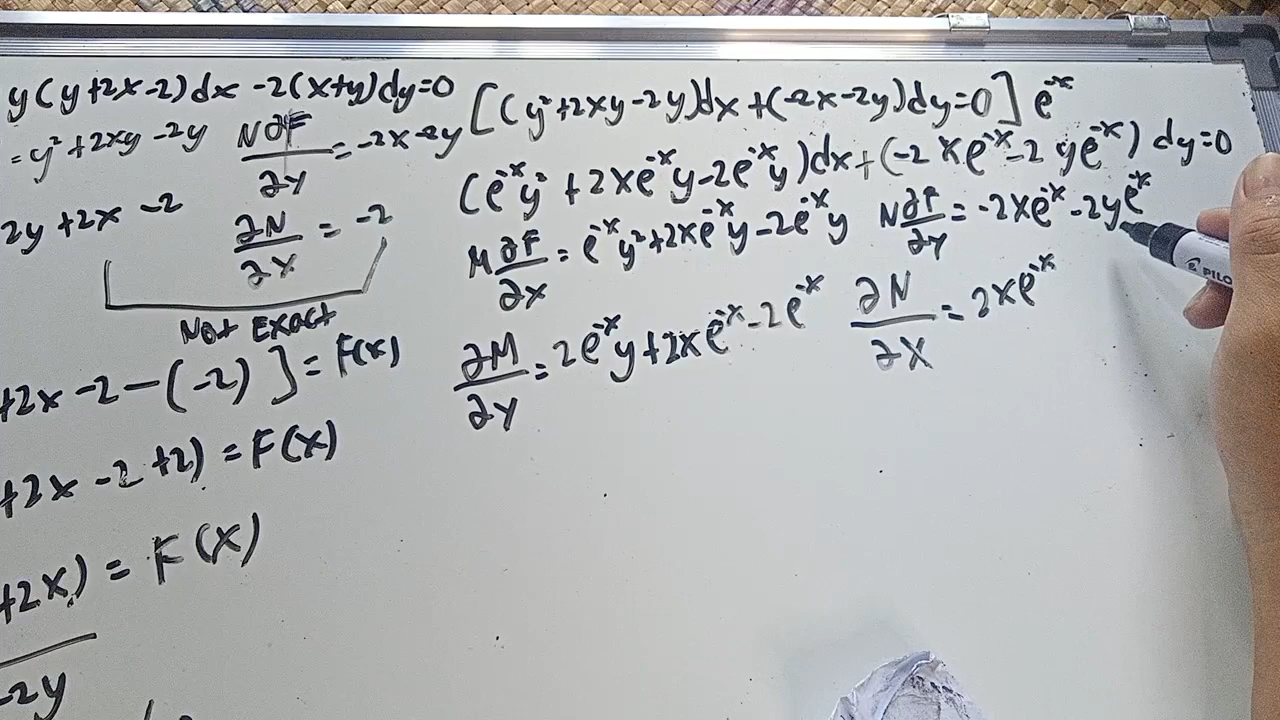 y(y+2x-2)dx -2(x+y)dy=0
=y²+2xy-2y N ∂F/∂y = -2x-2y
2y+2x-2 ∂N/∂x = -2
Not Exact
+2x-2-(-2)]=F(x)
+2x-2+2)=F(x)
+2x)=F(x)
-2y
[(y²+2xy-2y)dx+(-2x-2y)dy=0]e^-x
(e^-x y²+2xe^-x y-2e^-x y)dx+(-2xe^-x-2ye^-x)dy=0
M ∂F/∂x = e^-x y²+2xe^-x y-2e^-x y N ∂F/∂y = -2xe^-x-2ye^-x
∂M/∂y = 2e^-x y+2xe^-x-2e^-x ∂N/∂x = 2xe^-x
PILO